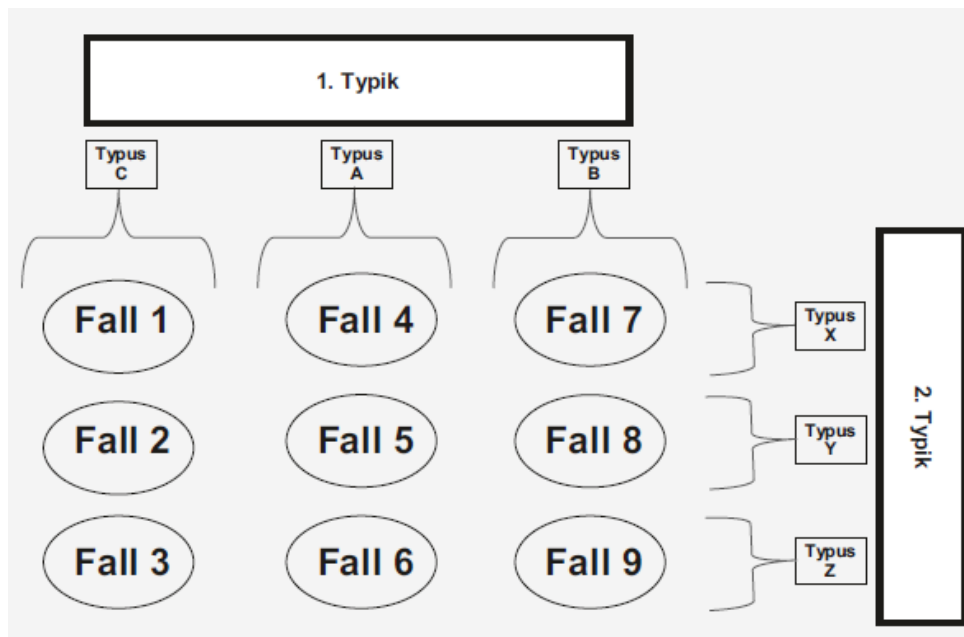 1. Typik
Typus
C
Typus
A
Typus
B
Fall 1
Fall 4
Fall 7
Typus
X
Fall 2
Fall 5
Fall 8
Typus
Y
Fall 3
Fall 6
Fall 9
Typus
Z
2. Typik